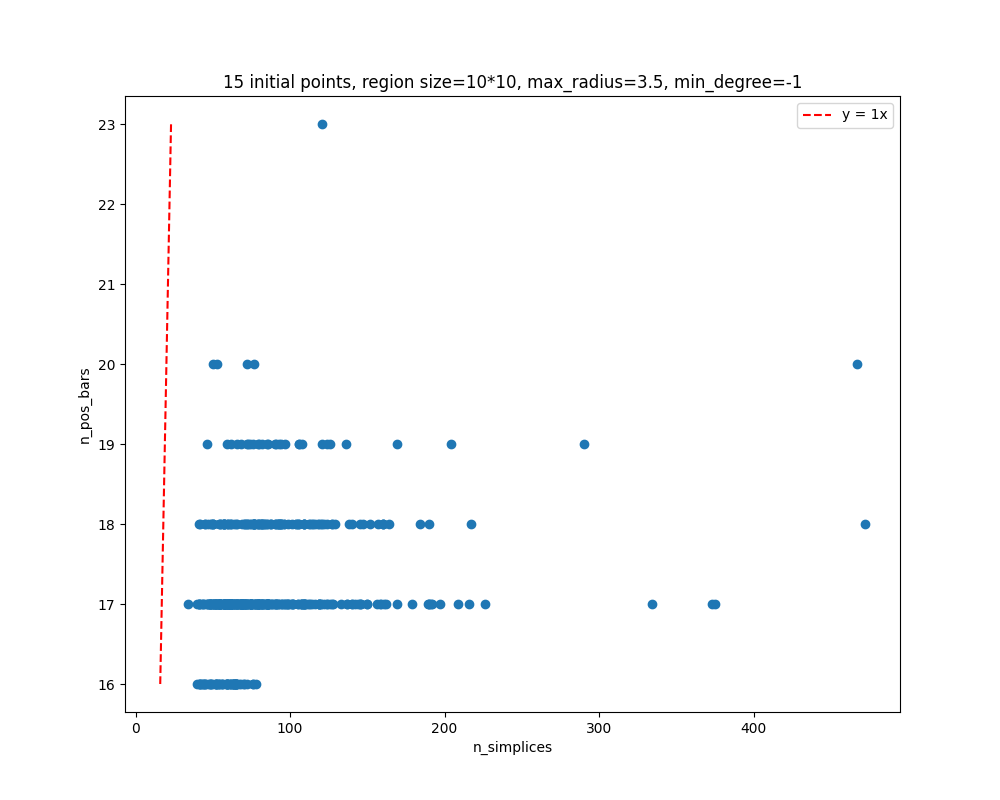 15 initial points, region size=10*10, max_radius=3.5, min_degree=-1
y = 1x
23
22
21
20
19
18
17
16
n_pos_bars
0 100 200 300 400
n_simplices